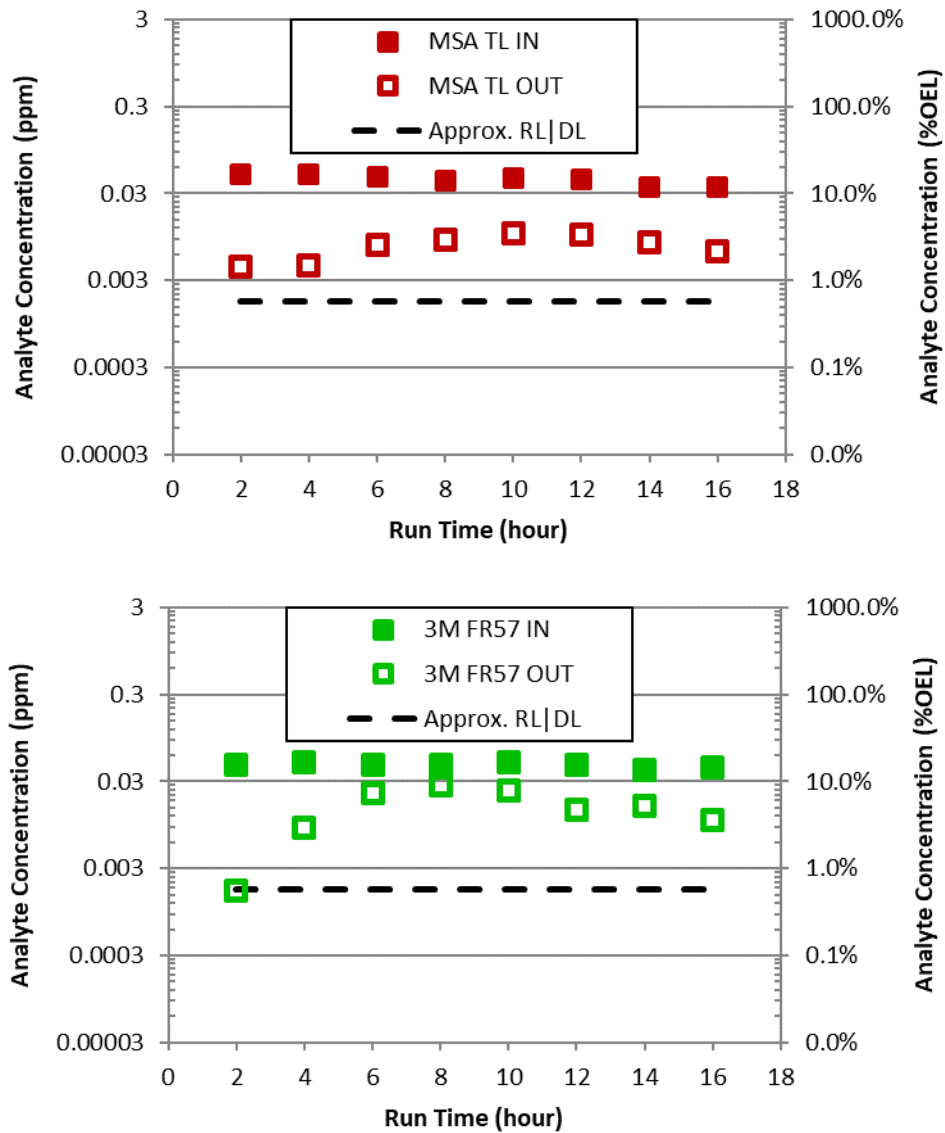 MSA TL IN
MSA TL OUT
Approx. RL|DL
Analyte Concentration (ppm)
3
0.3
0.03
0.003
0.0003
0.00003
1000.0%
100.0%
10.0%
1.0%
0.1%
0.0%
Analyte Concentration (%OEL)
0 2 4 6 8 10 12 14 16 18
Run Time (hour)
3M FR57 IN
3M FR57 OUT
Approx. RL|DL
Analyte Concentration (ppm)
3
0.3
0.03
0.003
0.0003
0.00003
1000.0%
100.0%
10.0%
1.0%
0.1%
0.0%
Analyte Concentration (%OEL)
0 2 4 6 8 10 12 14 16 18
Run Time (hour)